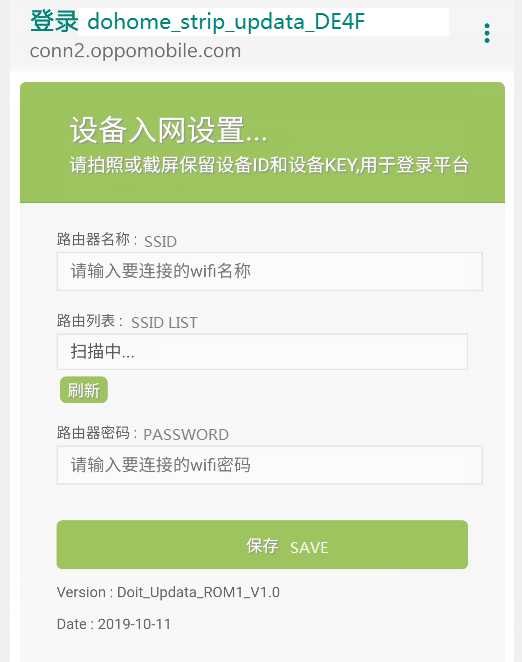 登录 dohome_strip_updata_DE4F
conn2.oppomobile.com
设备入网设置...
请拍照或截屏保留设备ID和设备KEY,用于登录平台
路由器名称 : SSID
请输入要连接的wifi名称
路由列表 : SSID LIST
扫描中...
刷新
路由器密码 : PASSWORD
请输入要连接的wifi密码
保存 SAVE
Version : Doit_Updata_ROM1_V1.0
Date : 2019-10-11